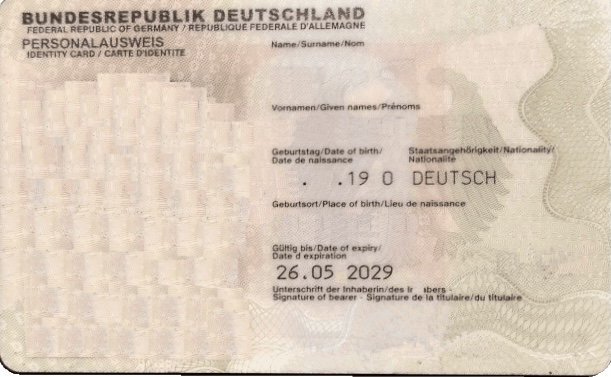 BUNDESREPUBLIK DEUTSCHLAND
FEDERAL REPUBLIC OF GERMANY / REPUBLIQUE FEDERALE D'ALLEMAGNE
PERSONALAUSWEIS
IDENTITY CARD / CARTE D'IDENTITE
Name/Surname/Nom
Vornamen/Given names/Prénoms
Geburtstag/Date of birth/
Date de naissance
Staatsangehörigkeit/Nationality/
Nationalite
. .19 0 DEUTSCH
Geburtsort/Place of birth/Lieu de naissance
Gültig bis/Date of expiry/
Date d expiration
26.05 2029
Unterschrift der Inhaberin/des
Signature of bearer - Signature de la titulaire/du titulaire